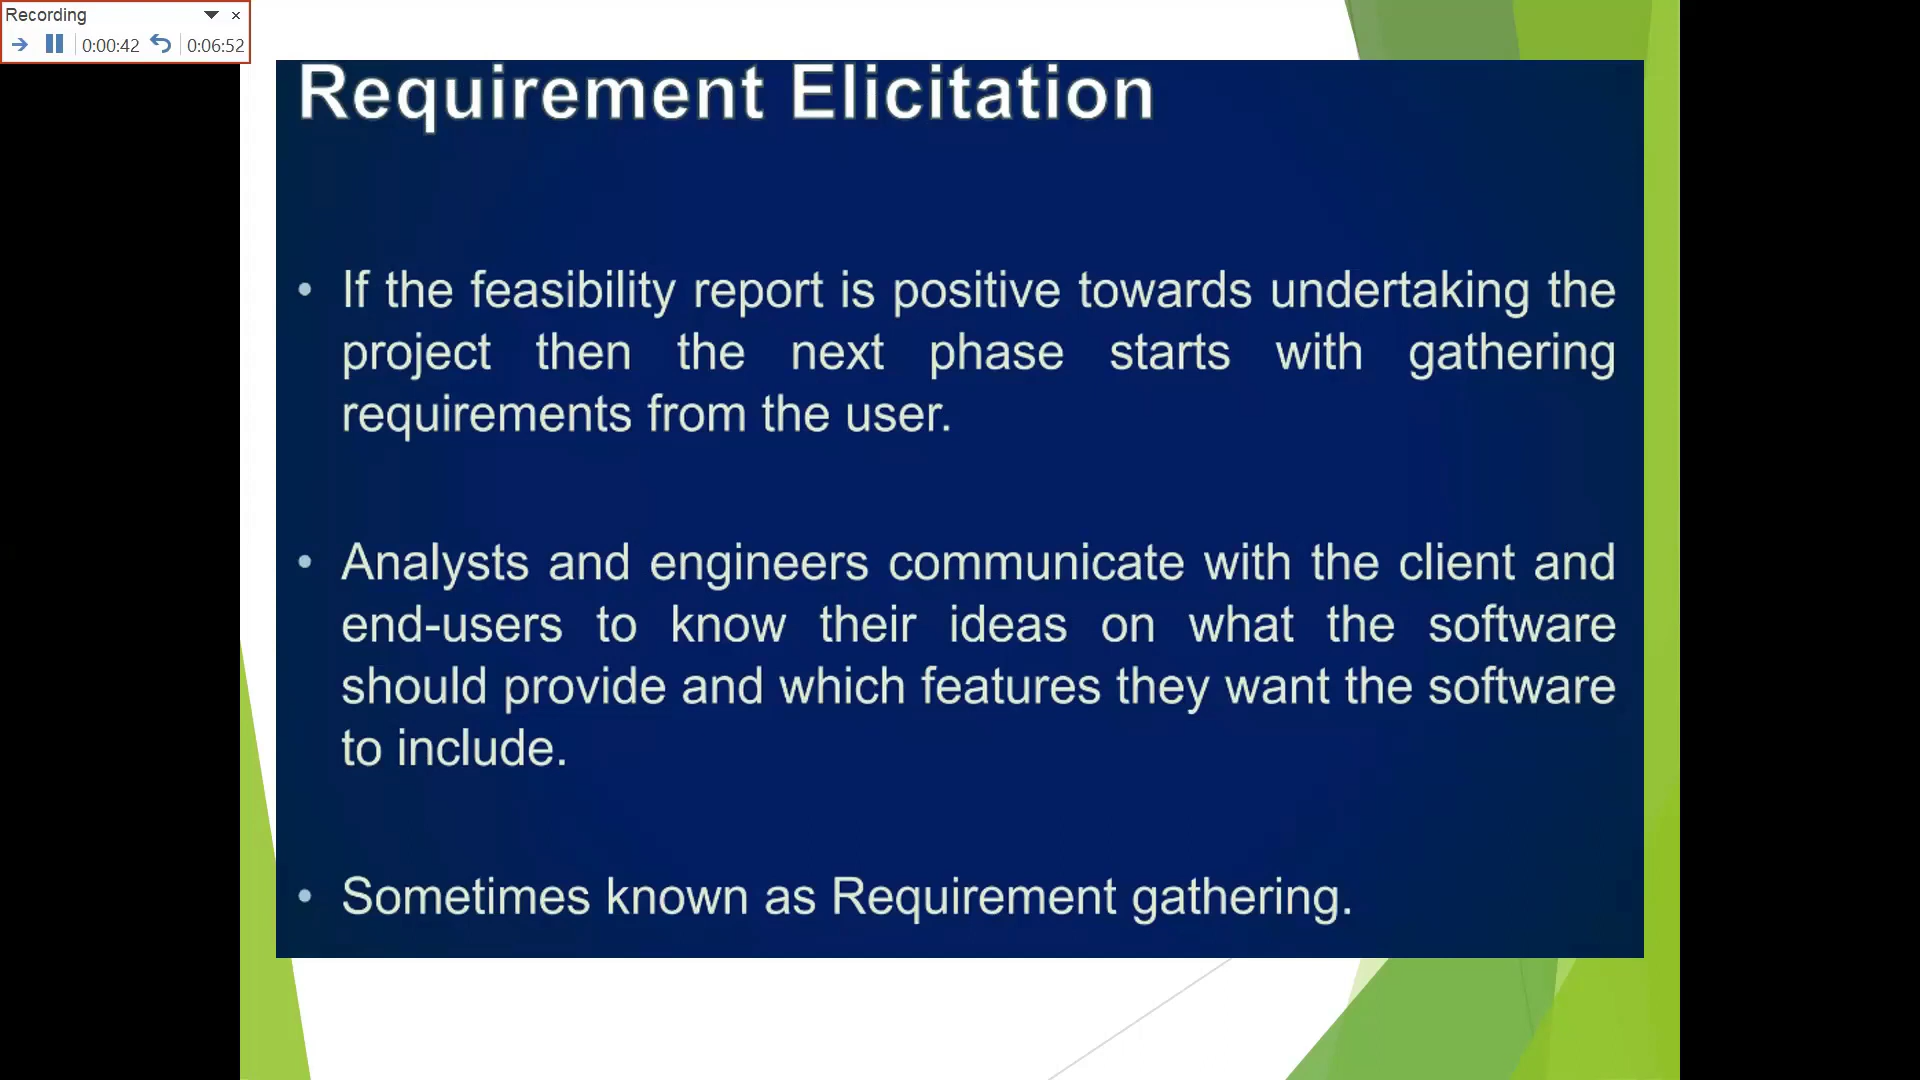 Recording
0:00:42 0:06:52
Requirement Elicitation
• If the feasibility report is positive towards undertaking the
project then the next phase starts with gathering
requirements from the user.
• Analysts and engineers communicate with the client and
end-users to know their ideas on what the software
should provide and which features they want the software
to include.
• Sometimes known as Requirement gathering.